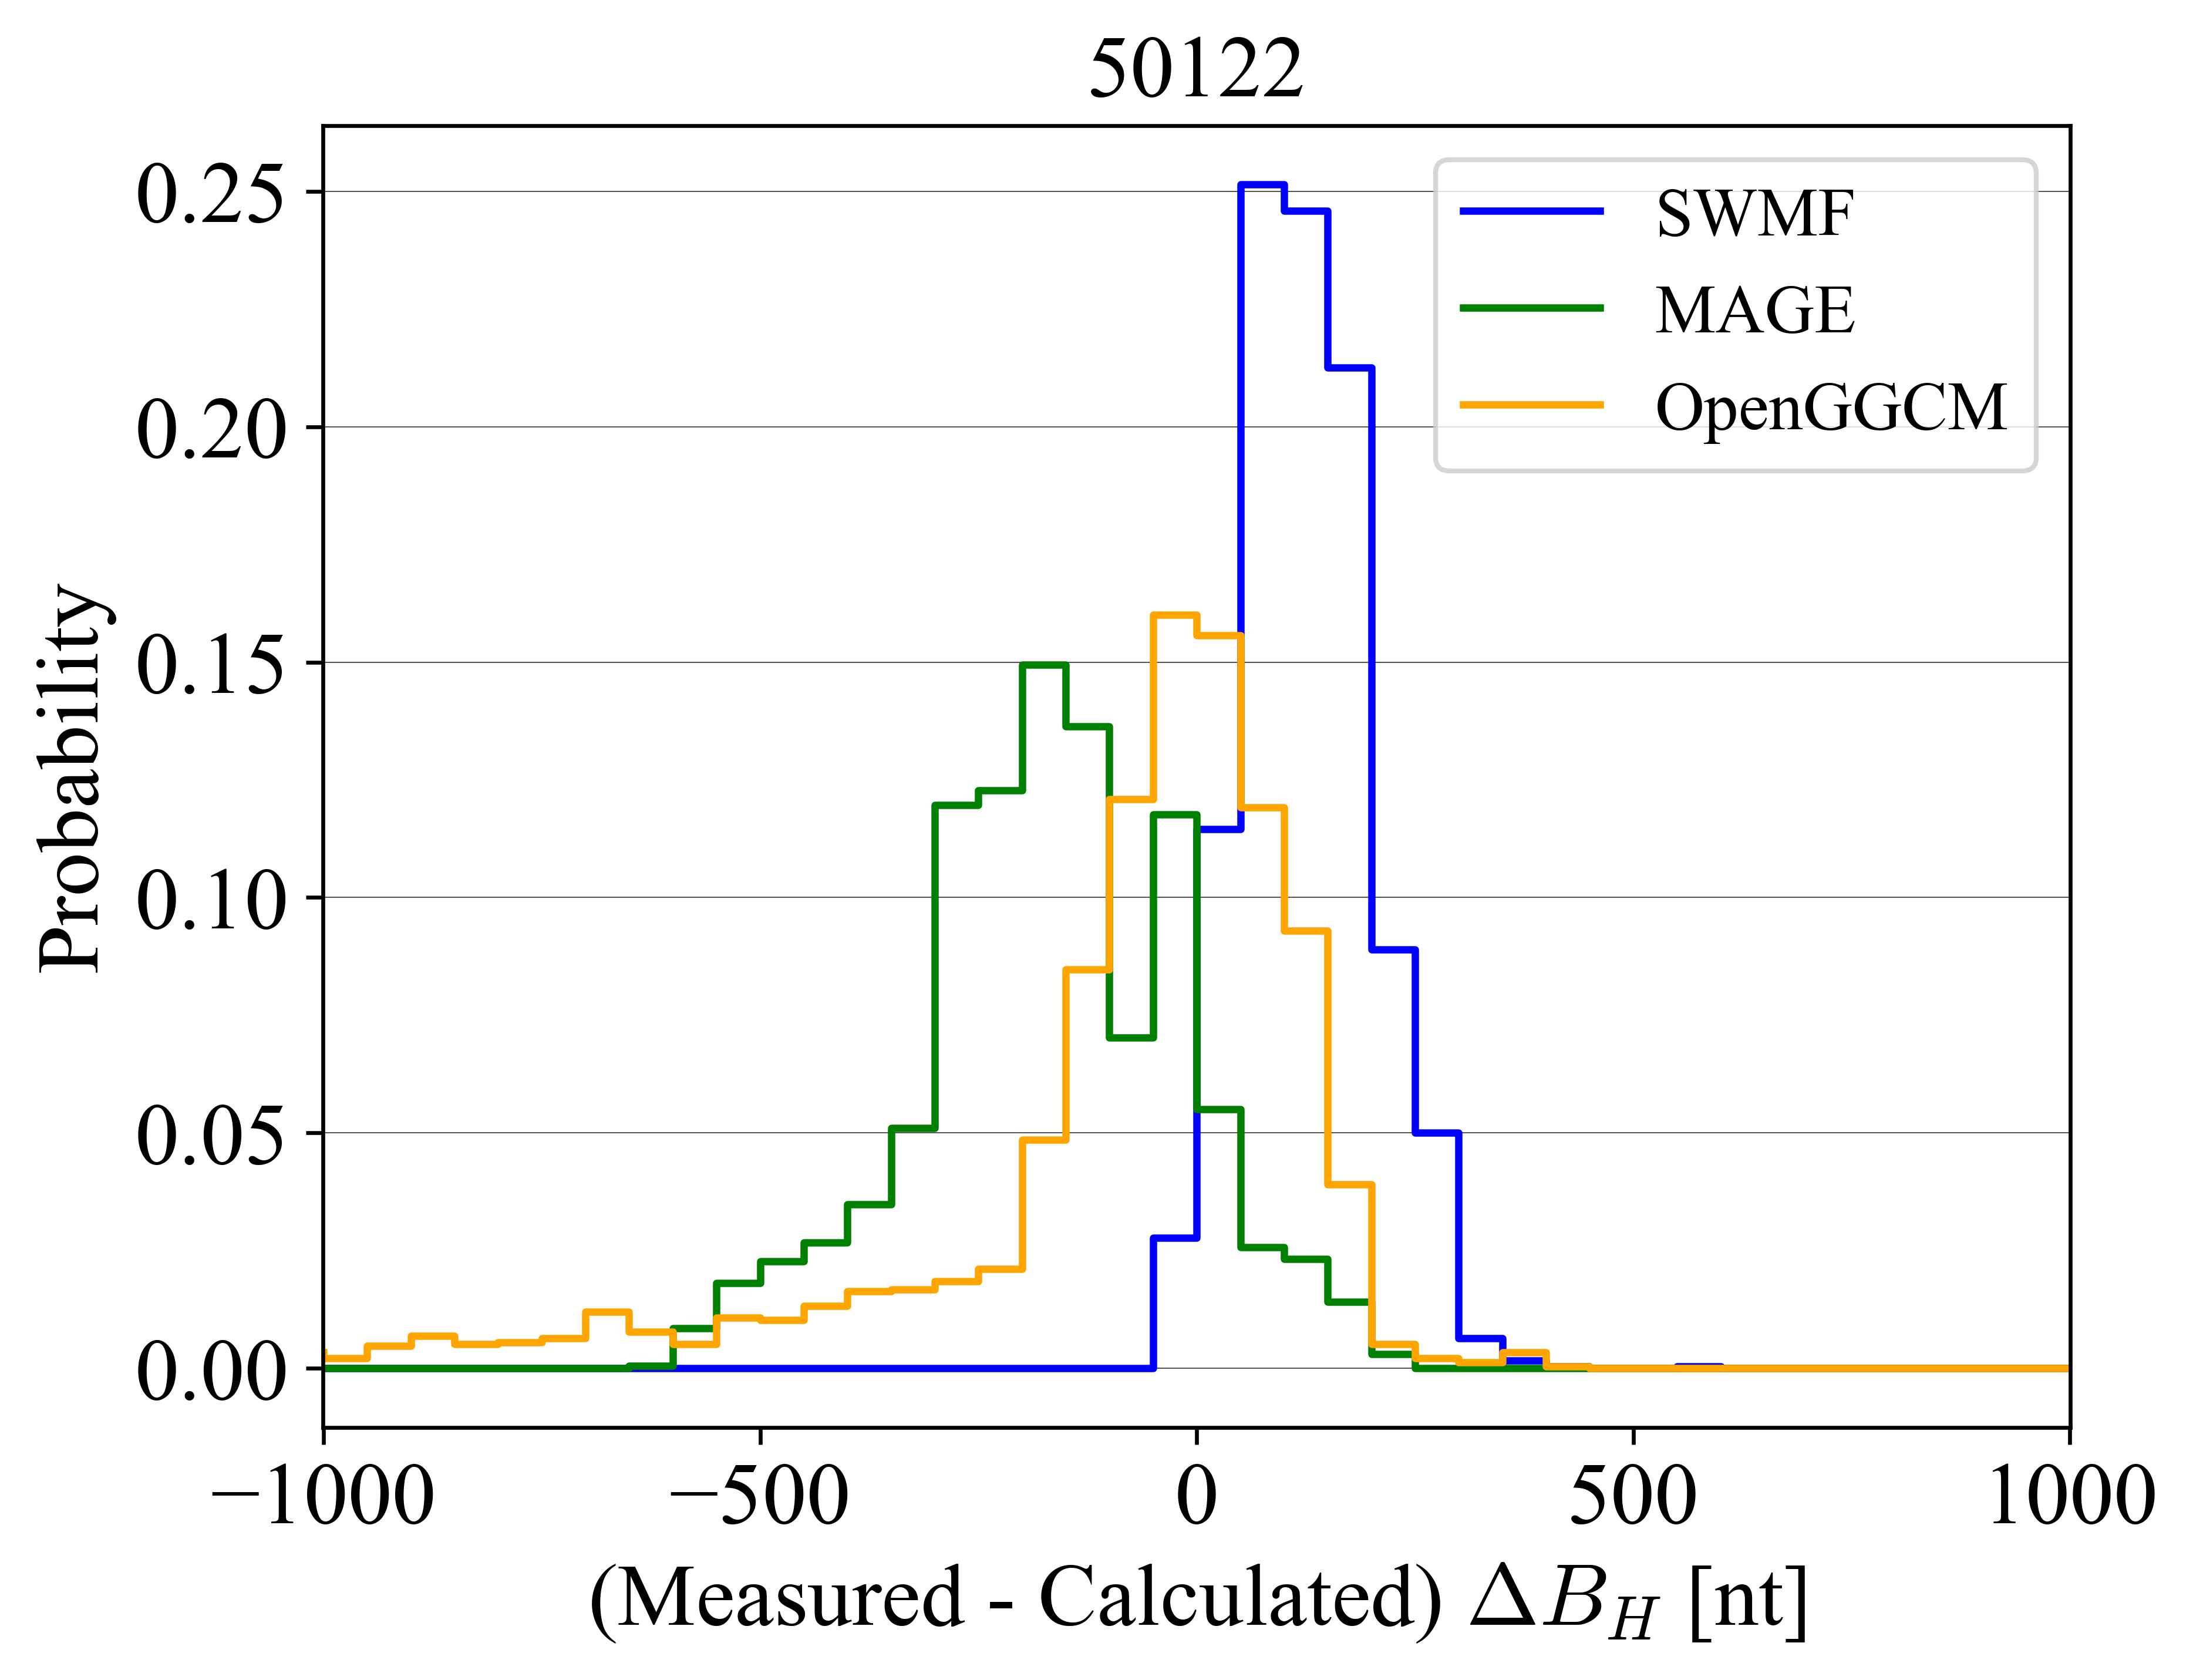 50122
0.25
0.20
0.15
0.10
0.05
0.00
Probability
SWMF
MAGE
OpenGGCM
−1000 −500 0 500 1000
(Measured - Calculated) ΔB_H [nt]